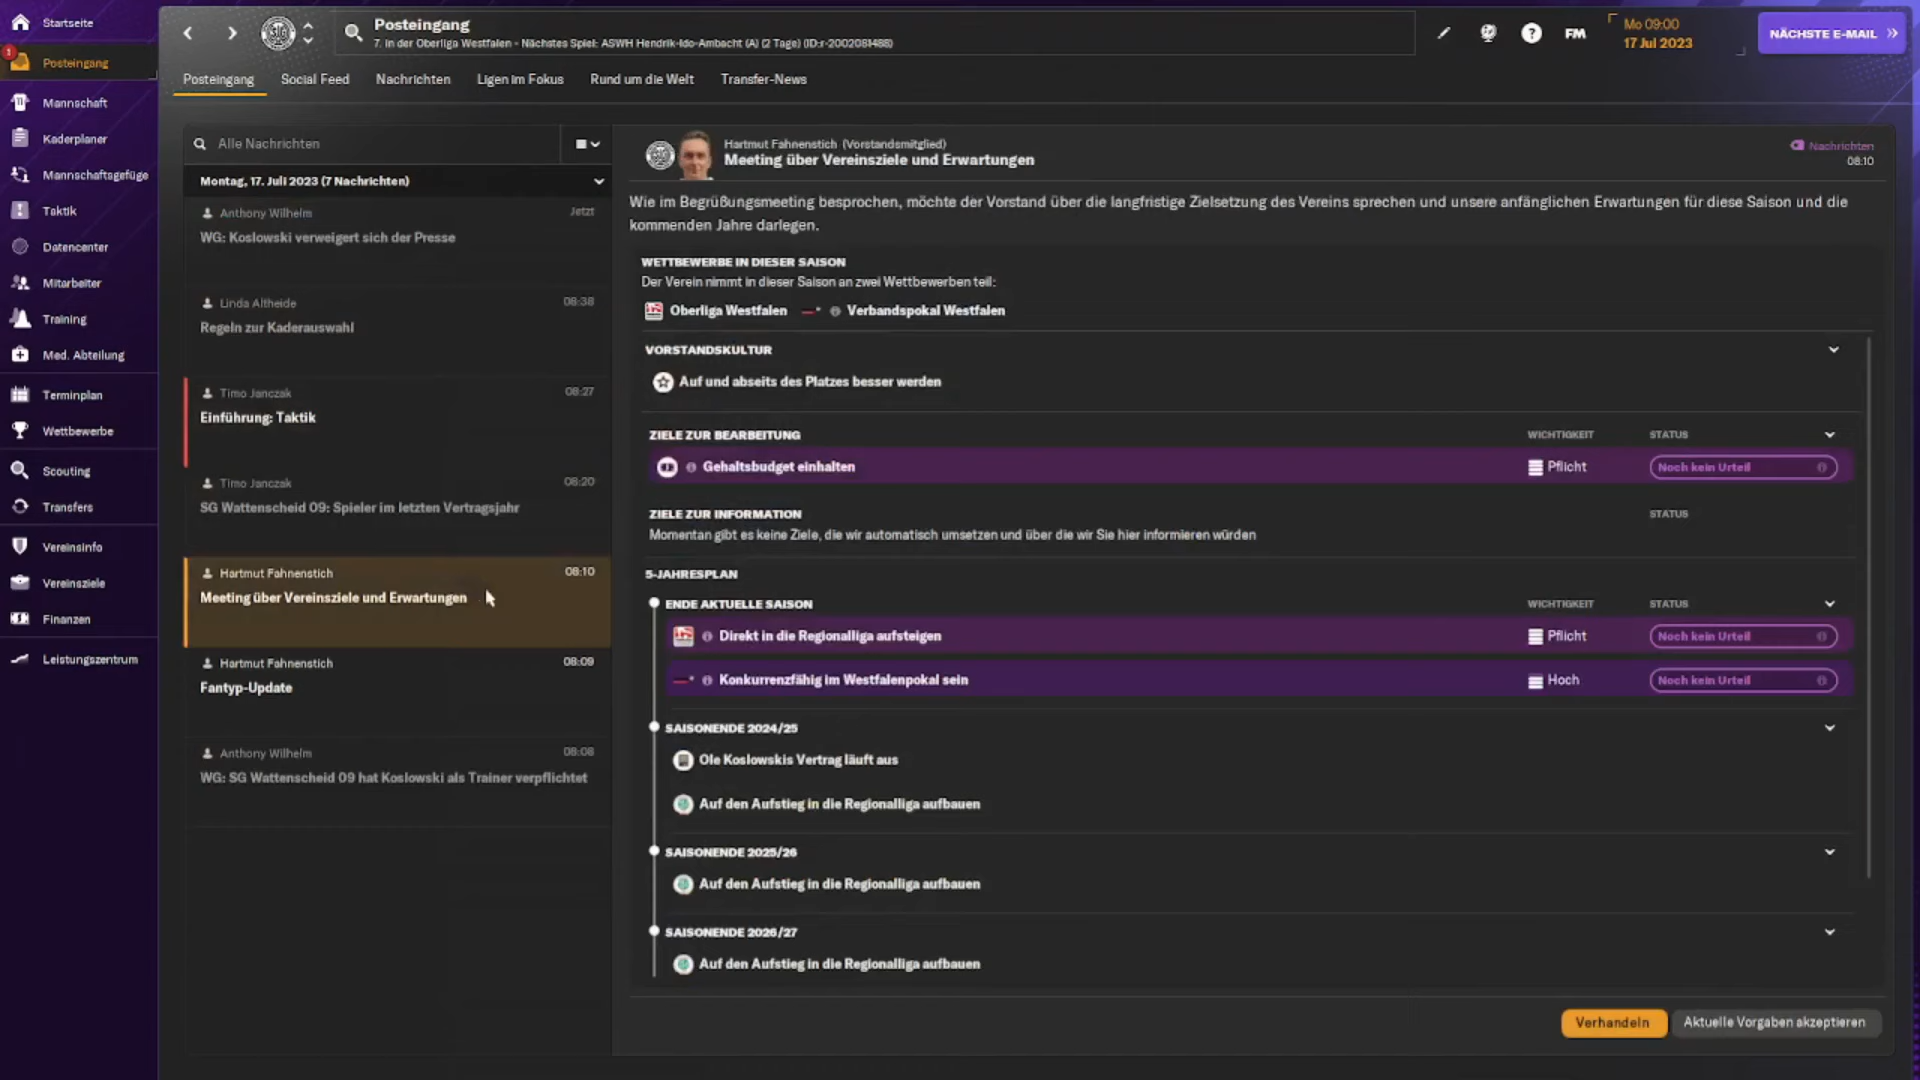 Startseite
1
Posteingang
Mannschaft
Kaderplaner
Mannschaftsgefüge
Taktik
Datencenter
Mitarbeiter
Training
Med. Abteilung
Terminplan
Wettbewerbe
Scouting
Transfers
Vereinsinfo
Vereinsziele
Finanzen
Leistungszentrum
Posteingang
7. in der Oberliga Westfalen - Nächstes Spiel: ASWH Hendrik-Ido-Ambacht (A) (2 Tage) (ID:r-2002081488)
? FM
Mo 09:00
17 Jul 2023
NÄCHSTE E-MAIL
Posteingang Social Feed Nachrichten Ligen im Fokus Rund um die Welt Transfer-News
Alle Nachrichten
Montag, 17. Juli 2023 (7 Nachrichten)
Anthony Wilhelm Jetzt
WG: Koslowski verweigert sich der Presse
Linda Altheide 08:38
Regeln zur Kaderauswahl
Timo Janczak 08:27
Einführung: Taktik
Timo Janczak 08:20
SG Wattenscheid 09: Spieler im letzten Vertragsjahr
Hartmut Fahnenstich 08:10
Meeting über Vereinsziele und Erwartungen
Hartmut Fahnenstich 08:09
Fantyp-Update
Anthony Wilhelm 08:08
WG: SG Wattenscheid 09 hat Koslowski als Trainer verpflichtet
Hartmut Fahnenstich (Vorstandsmitglied)
Meeting über Vereinsziele und Erwartungen
Nachrichten
08:10
Wie im Begrüßungsmeeting besprochen, möchte der Vorstand über die langfristige Zielsetzung des Vereins sprechen und unsere anfänglichen Erwartungen für diese Saison und die
kommenden Jahre darlegen.
WETTBEWERBE IN DIESER SAISON
Der Verein nimmt in dieser Saison an zwei Wettbewerben teil:
Oberliga Westfalen Verbandspokal Westfalen
VORSTANDSKULTUR
Auf und abseits des Platzes besser werden
ZIELE ZUR BEARBEITUNG WICHTIGKEIT STATUS
Gehaltsbudget einhalten Pflicht Noch kein Urteil
ZIELE ZUR INFORMATION STATUS
Momentan gibt es keine Ziele, die wir automatisch umsetzen und über die wir Sie hier informieren würden
5-JAHRESPLAN
ENDE AKTUELLE SAISON WICHTIGKEIT STATUS
Direkt in die Regionalliga aufsteigen Pflicht Noch kein Urteil
Konkurrenzfähig im Westfalenpokal sein Hoch Noch kein Urteil
SAISONENDE 2024/25
Ole Koslowskis Vertrag läuft aus
Auf den Aufstieg in die Regionalliga aufbauen
SAISONENDE 2025/26
Auf den Aufstieg in die Regionalliga aufbauen
SAISONENDE 2026/27
Auf den Aufstieg in die Regionalliga aufbauen
Verhandeln Aktuelle Vorgaben akzeptieren